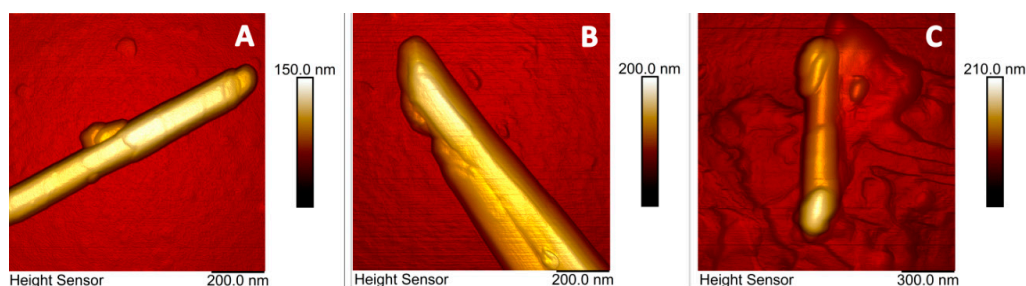 A
150.0 nm
Height Sensor
200.0 nm
B
200.0 nm
Height Sensor
200.0 nm
C
210.0 nm
Height Sensor
300.0 nm